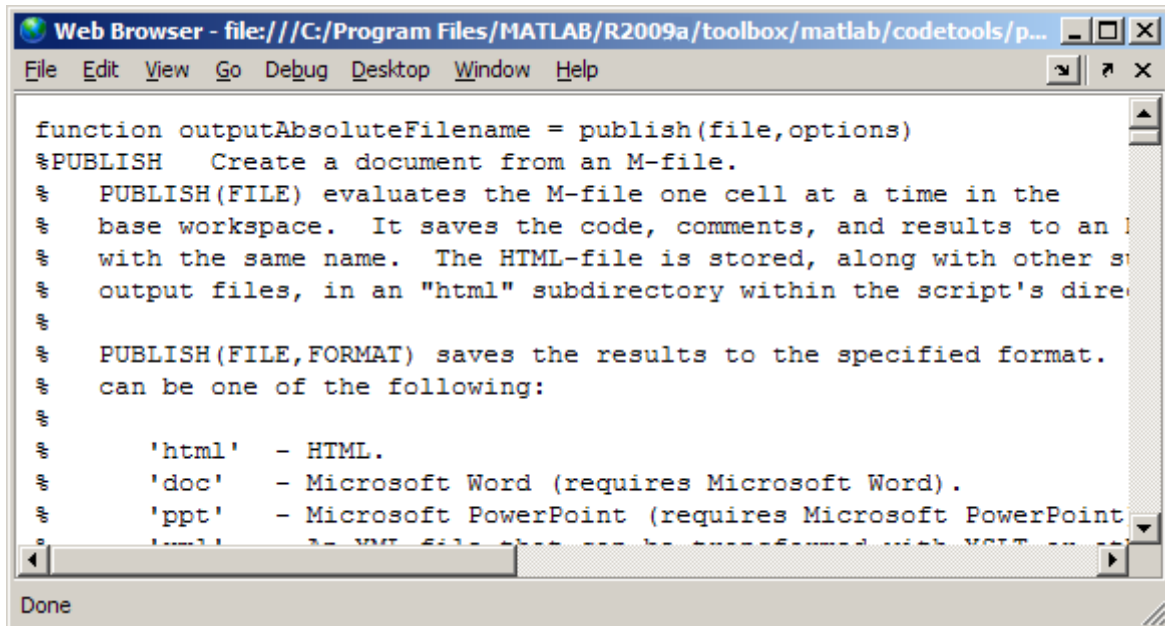 Web Browser - file:///C:/Program Files/MATLAB/R2009a/toolbox/matlab/codetools/p...
File Edit View Go Debug Desktop Window Help
function outputAbsoluteFilename = publish(file,options)
%PUBLISH   Create a document from an M-file.
%   PUBLISH(FILE) evaluates the M-file one cell at a time in the
%   base workspace.  It saves the code, comments, and results to an
%   with the same name.  The HTML-file is stored, along with other
%   output files, in an "html" subdirectory within the script's
%
%   PUBLISH(FILE,FORMAT) saves the results to the specified format.
%   can be one of the following:
%
%       'html'  - HTML.
%       'doc'   - Microsoft Word (requires Microsoft Word).
%       'ppt'   - Microsoft PowerPoint (requires Microsoft PowerPoint
Done